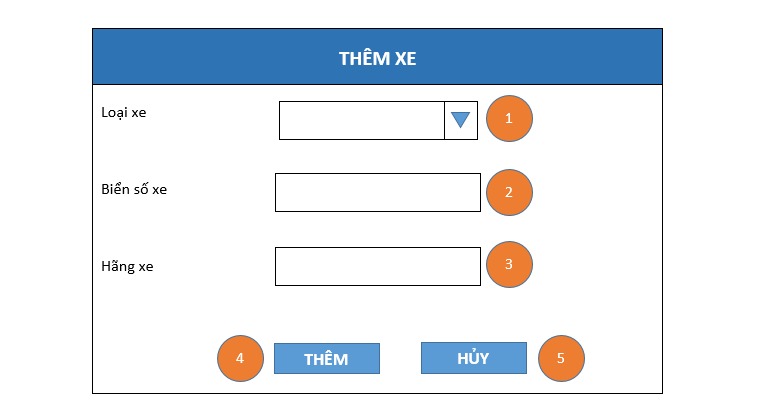 THÊM XE
Loại xe
1
Biển số xe
2
Hãng xe
3
4 THÊM HỦY 5